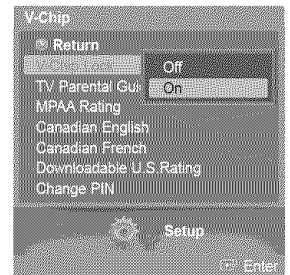 V-Chip
Return
Off
TV Parental Gui
On
MPAA Rating
Canadian English
Canadian French
Downloadable U.S.Rating
Change PIN
Setup
Enter